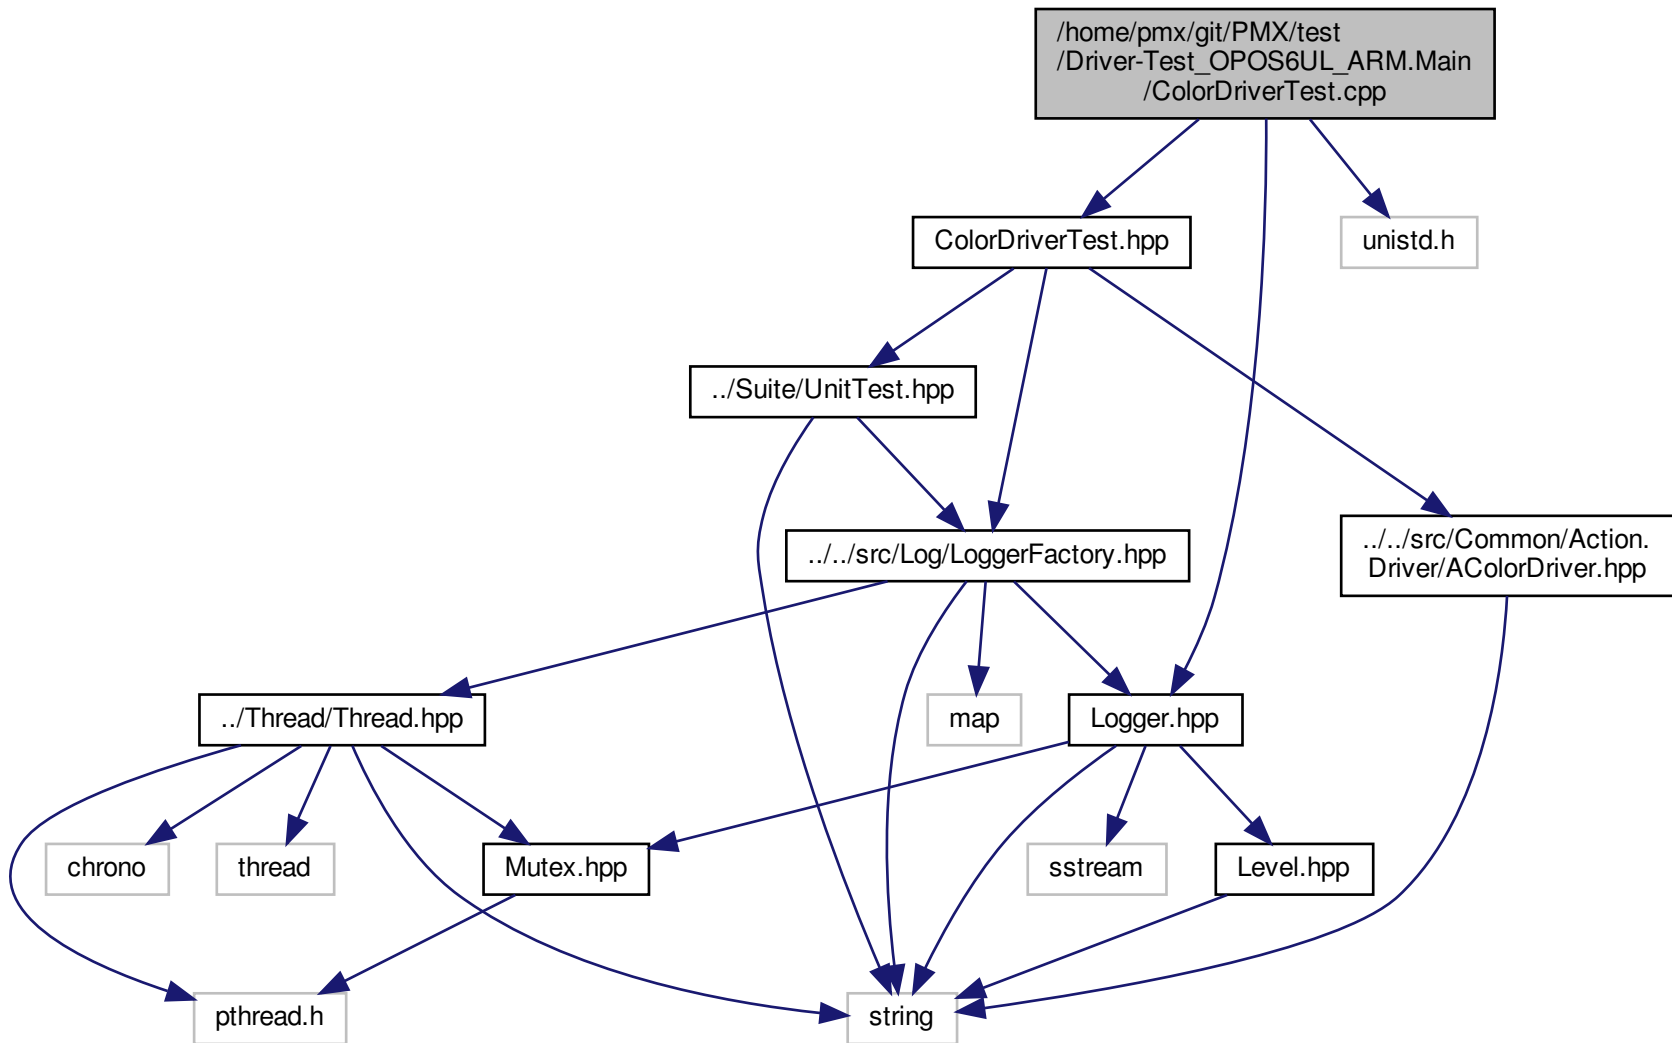 /home/pmx/git/PMX/test
/Driver-Test_OPOS6UL_ARM.Main
/ColorDriverTest.cpp
ColorDriverTest.hpp
unistd.h
../Suite/UnitTest.hpp
../../src/Log/LoggerFactory.hpp
../../src/Common/Action.
Driver/AColorDriver.hpp
../Thread/Thread.hpp
map
Logger.hpp
chrono
thread
Mutex.hpp
sstream
Level.hpp
pthread.h
string